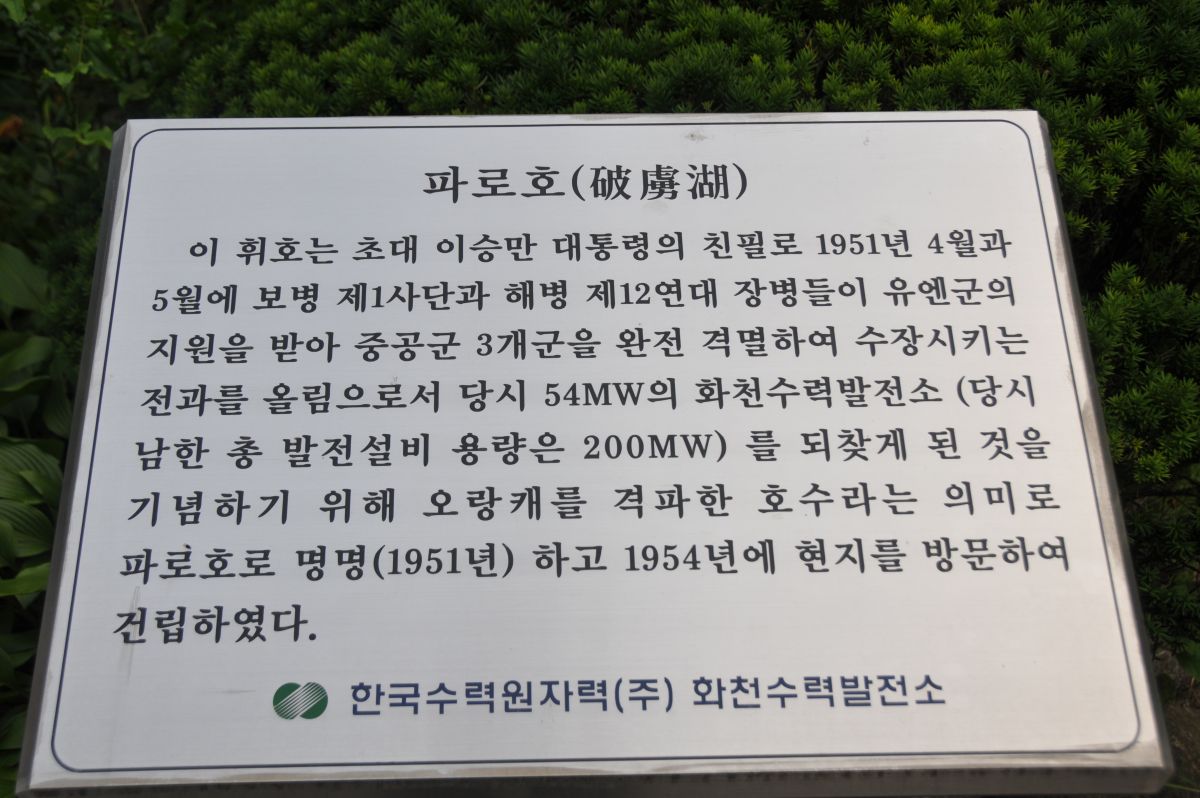 파로호(破虜湖)
이 휘호는 초대 이승만 대통령의 친필로 1951년 4월과
5월에 보병 제1사단과 해병 제12연대 장병들이 유엔군의
지원을 받아 중공군 3개군을 완전 격멸하여 수장시키는
전과를 올림으로서 당시 54MW의 화천수력발전소 (당시
남한 총 발전설비 용량은 200MW) 를 되찾게 된 것을
기념하기 위해 오랑캐를 격파한 호수라는 의미로
파로호로 명명(1951년) 하고 1954년에 현지를 방문하여
건립하였다.
한국수력원자력(주) 화천수력발전소